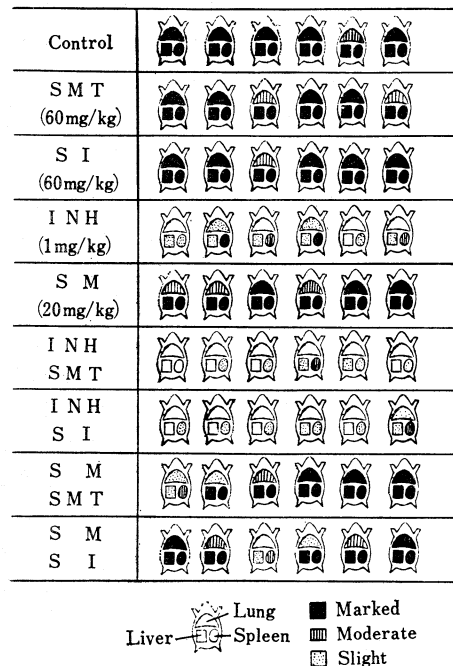 Control
S M T
(60mg/kg)
S I
(60mg/kg)
I N H
(1mg/kg)
S M
(20mg/kg)
I N H
S M T
I N H
S I
S M
S M T
S M
S I
Lung
Liver
Spleen
Marked
Moderate
Slight